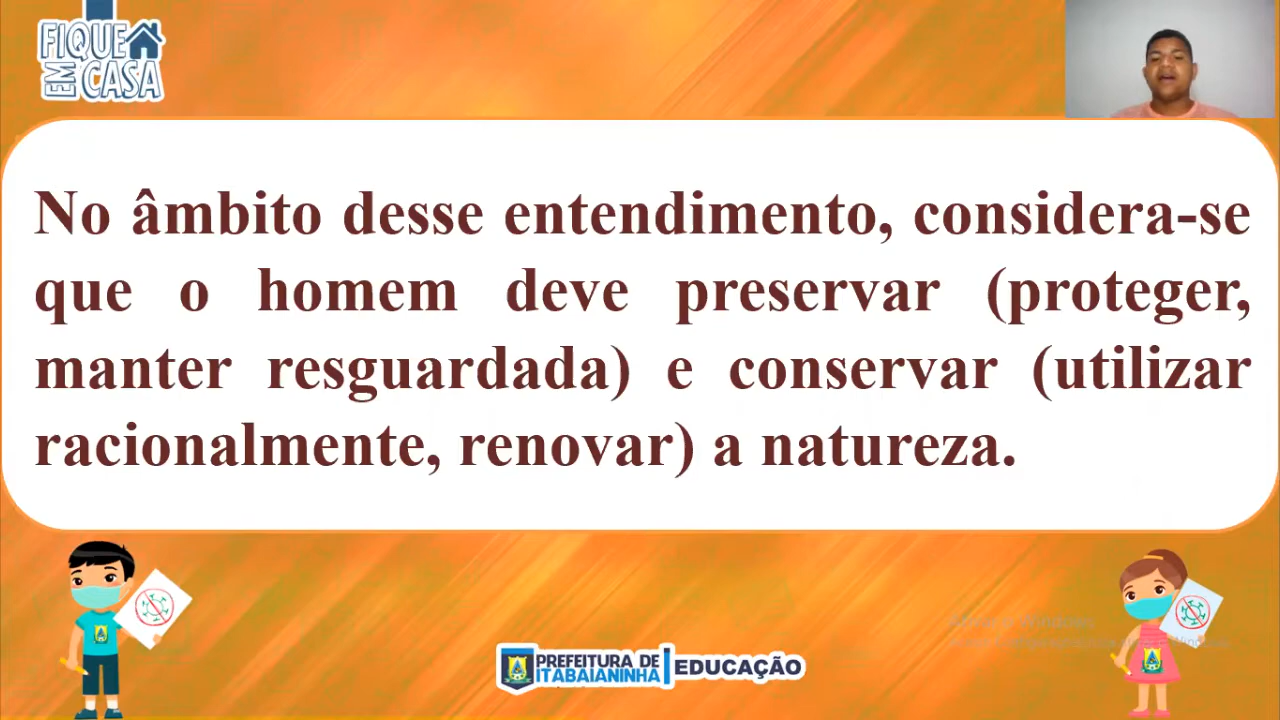 FIQUE
EM CASA
No âmbito desse entendimento, considera-se
que o homem deve preservar (proteger,
manter resguardada) e conservar (utilizar
racionalmente, renovar) a natureza.
PREFEITURA DE
ITABAIANINHA
EDUCAÇÃO